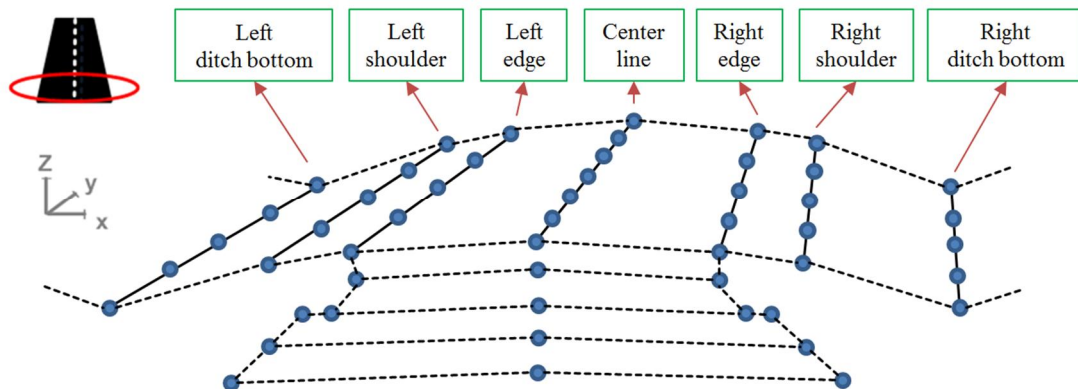 Left
ditch bottom
Left
shoulder
Left
edge
Center
line
Right
edge
Right
shoulder
Right
ditch bottom
z
y
x